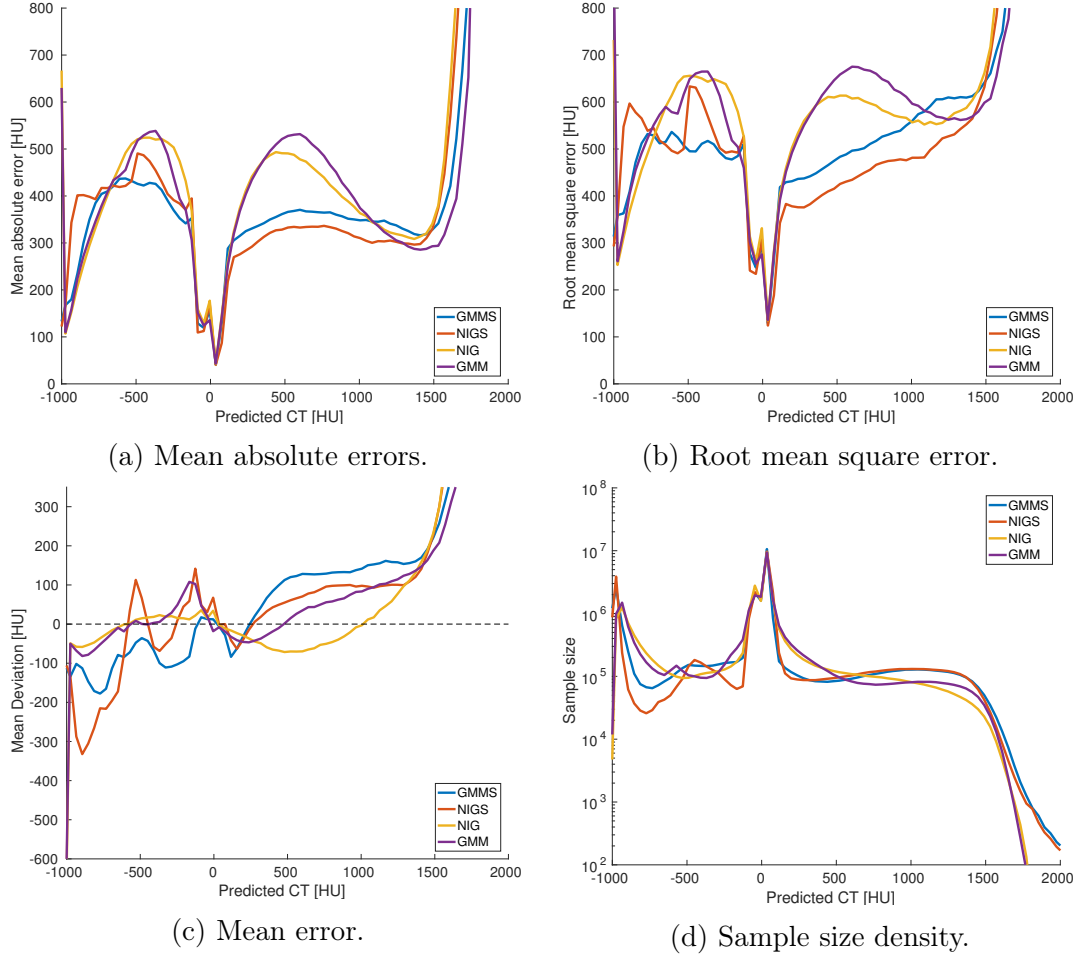 800
700
600
500
400
300
200
100
0
Mean absolute error [HU]
-1000 -500 0 500 1000 1500 2000
Predicted CT [HU]
GMMS
NIGS
NIG
GMM
(a) Mean absolute errors.
800
700
600
500
400
300
200
100
0
Root mean square error [HU]
-1000 -500 0 500 1000 1500 2000
Predicted CT [HU]
GMMS
NIGS
NIG
GMM
(b) Root mean square error.
300
200
100
0
-100
-200
-300
-400
-500
-600
Mean Deviation [HU]
-1000 -500 0 500 1000 1500 2000
Predicted CT [HU]
GMMS
NIGS
NIG
GMM
(c) Mean error.
10^8
10^7
10^6
10^5
10^4
10^3
10^2
Sample size
-1000 -500 0 500 1000 1500 2000
Predicted CT [HU]
GMMS
NIGS
NIG
GMM
(d) Sample size density.